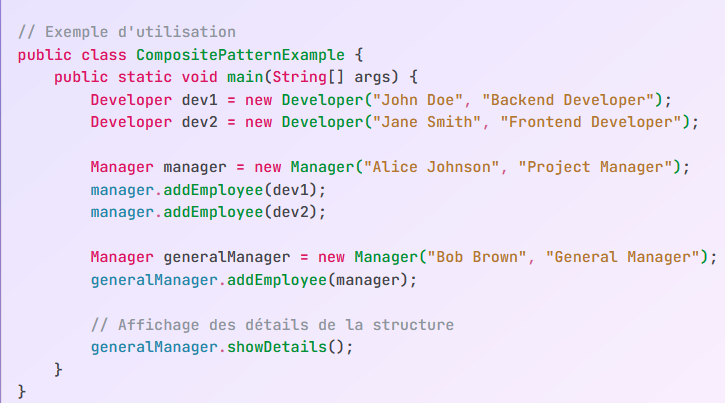 // Exemple d'utilisation
public class CompositePatternExample {
    public static void main(String[] args) {
        Developer dev1 = new Developer("John Doe", "Backend Developer");
        Developer dev2 = new Developer("Jane Smith", "Frontend Developer");

        Manager manager = new Manager("Alice Johnson", "Project Manager");
        manager.addEmployee(dev1);
        manager.addEmployee(dev2);

        Manager generalManager = new Manager("Bob Brown", "General Manager");
        generalManager.addEmployee(manager);

        // Affichage des détails de la structure
        generalManager.showDetails();
    }
}